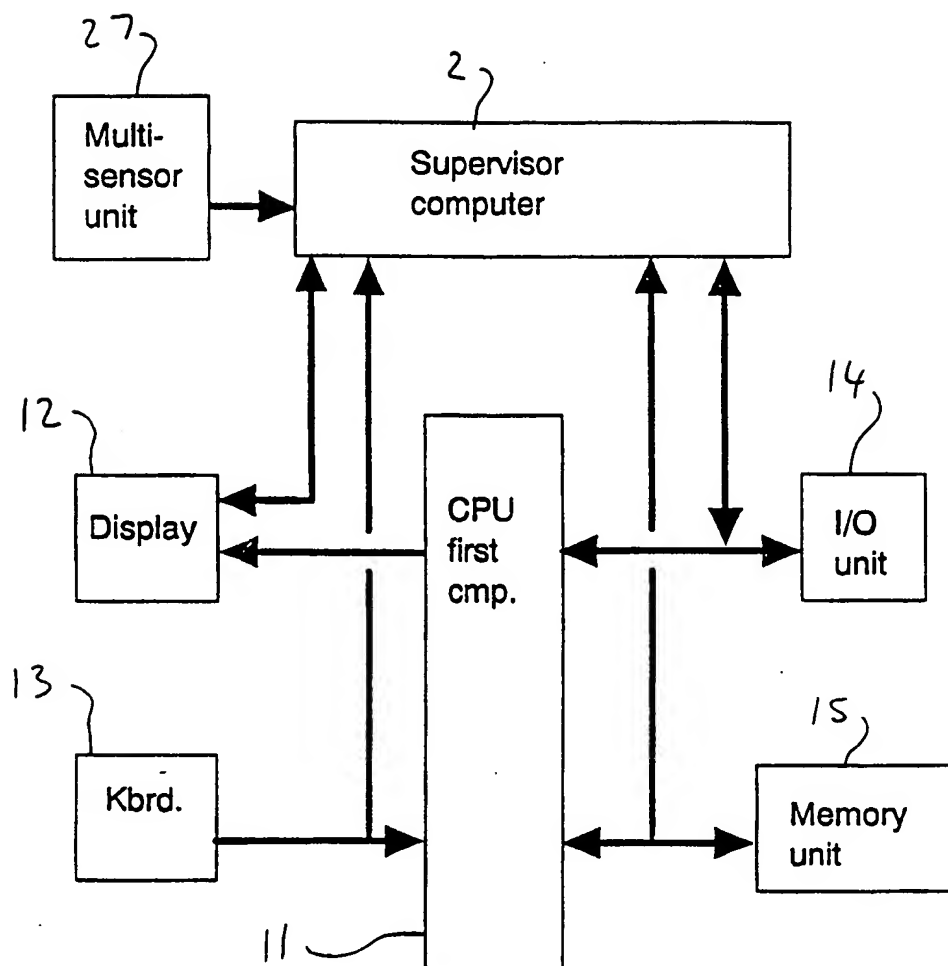 27
Multi-
sensor
unit
2
Supervisor
computer
12
Display
CPU
first
cmp.
14
I/O
unit
13
Kbrd.
15
Memory
unit
11